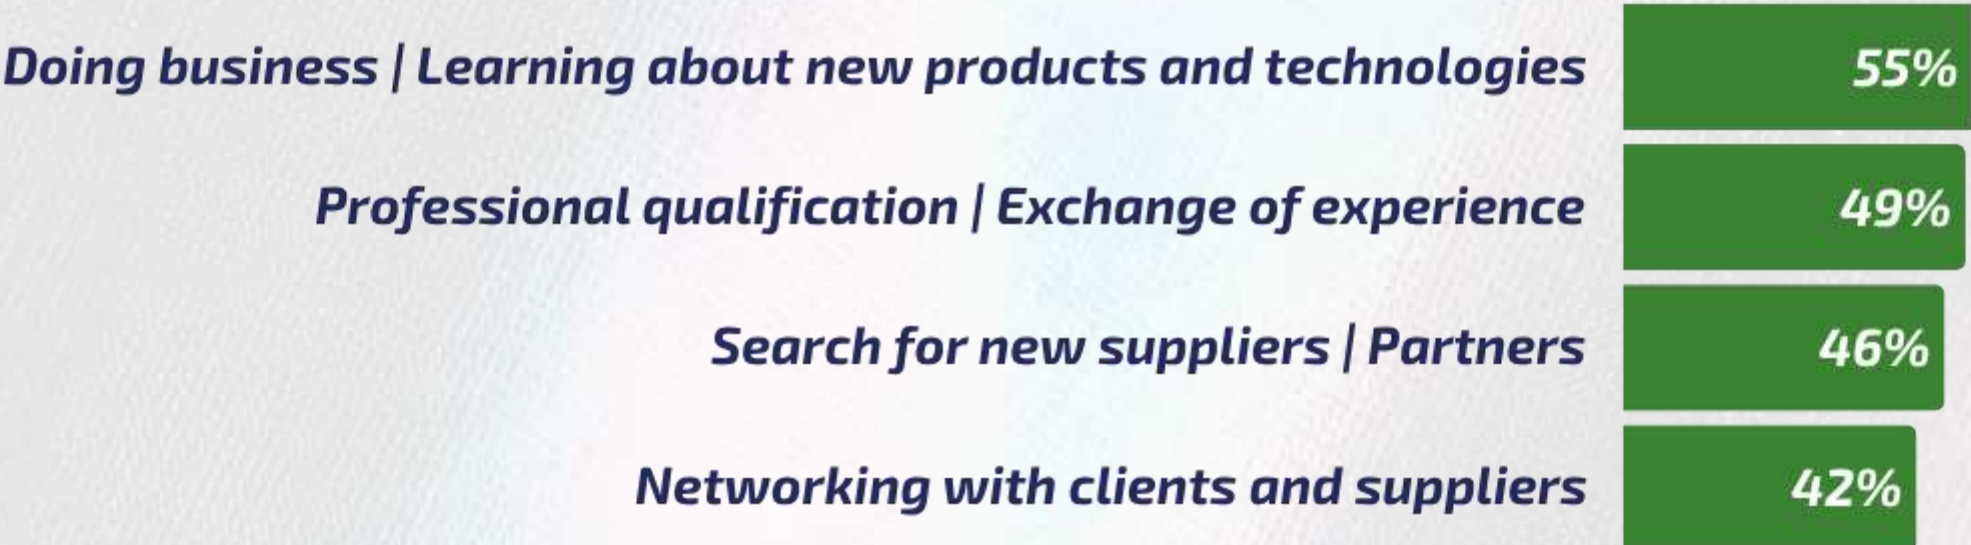 Doing business | Learning about new products and technologies 55%
Professional qualification | Exchange of experience 49%
Search for new suppliers | Partners 46%
Networking with clients and suppliers 42%